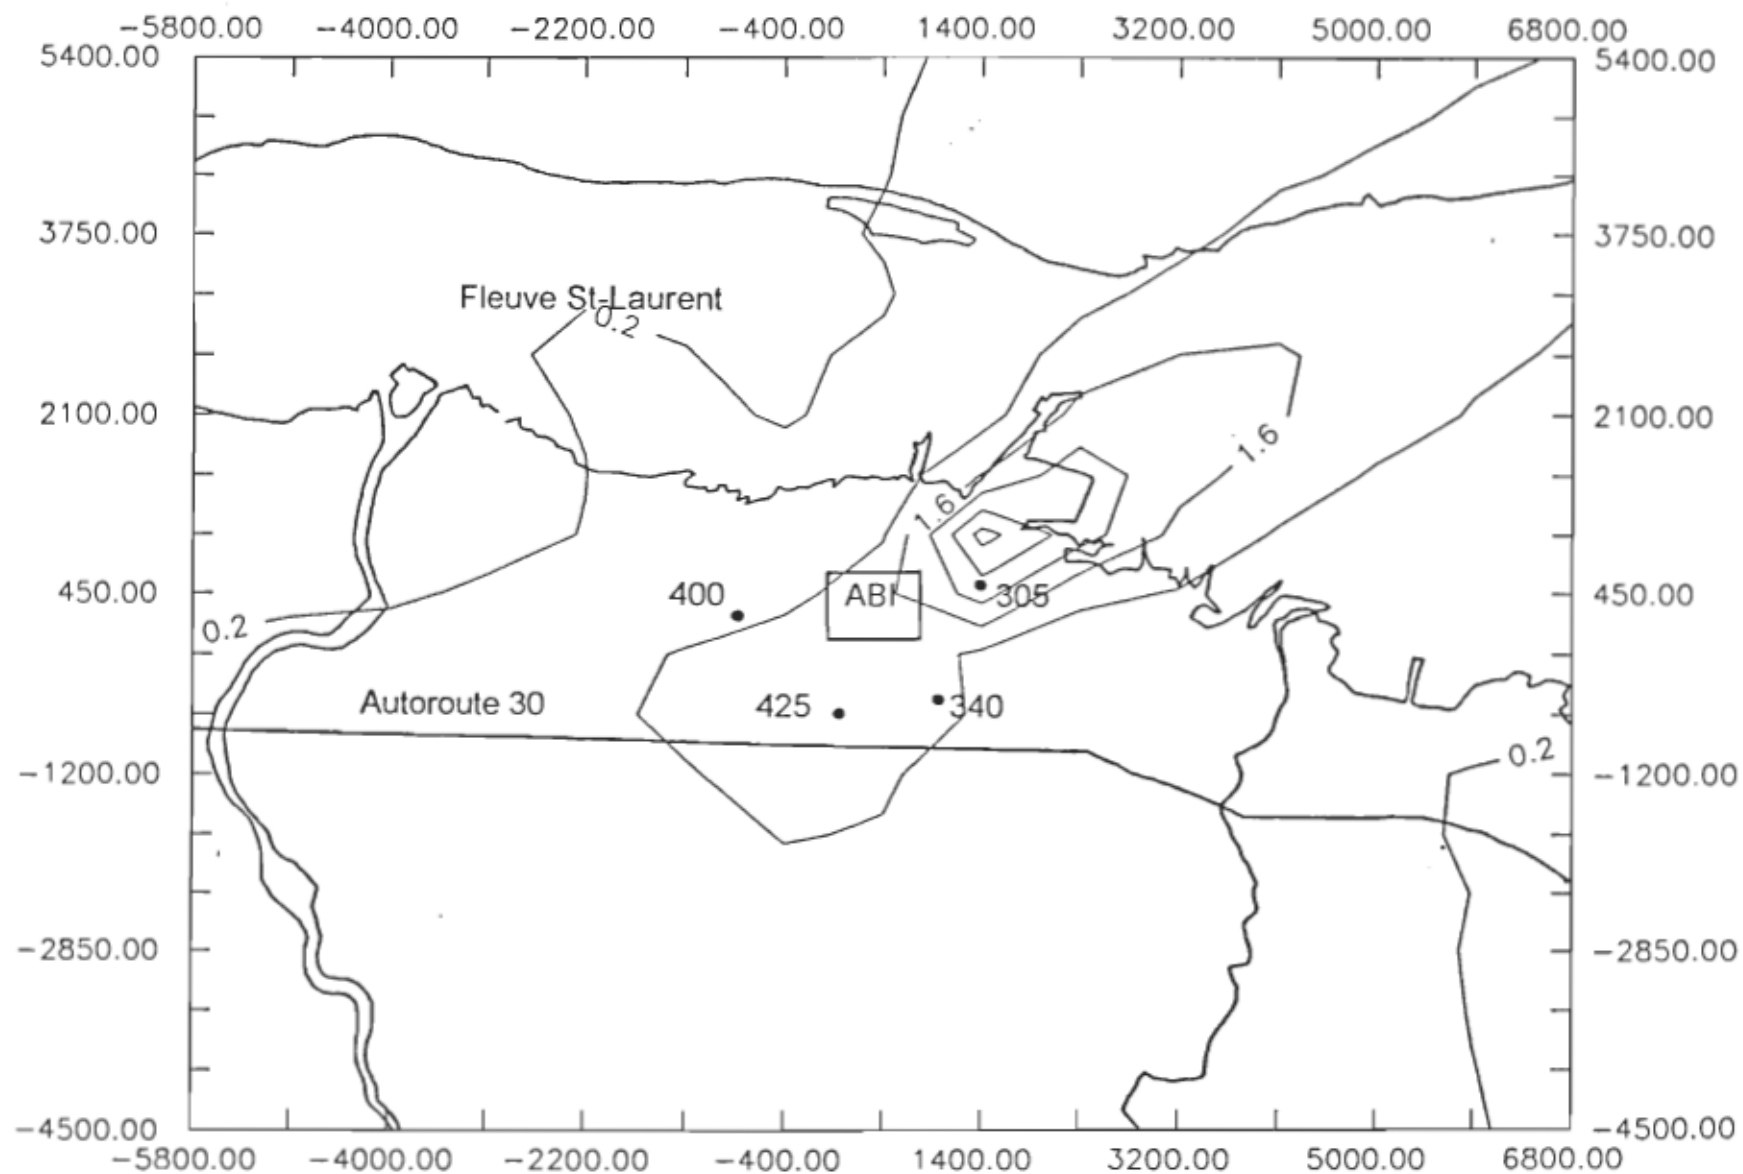 -5800.00 -4000.00 -2200.00 -400.00 1400.00 3200.00 5000.00 6800.00
5400.00 5400.00
3750.00 3750.00
Fleuve St-Laurent
0.2
2100.00 2100.00
1.6
1.6
450.00 400 ABI 305 450.00
0.2
Autoroute 30 425 340
0.2
-1200.00 -1200.00
-2850.00 -2850.00
-4500.00 -4500.00
-5800.00 -4000.00 -2200.00 -400.00 1400.00 3200.00 5000.00 6800.00